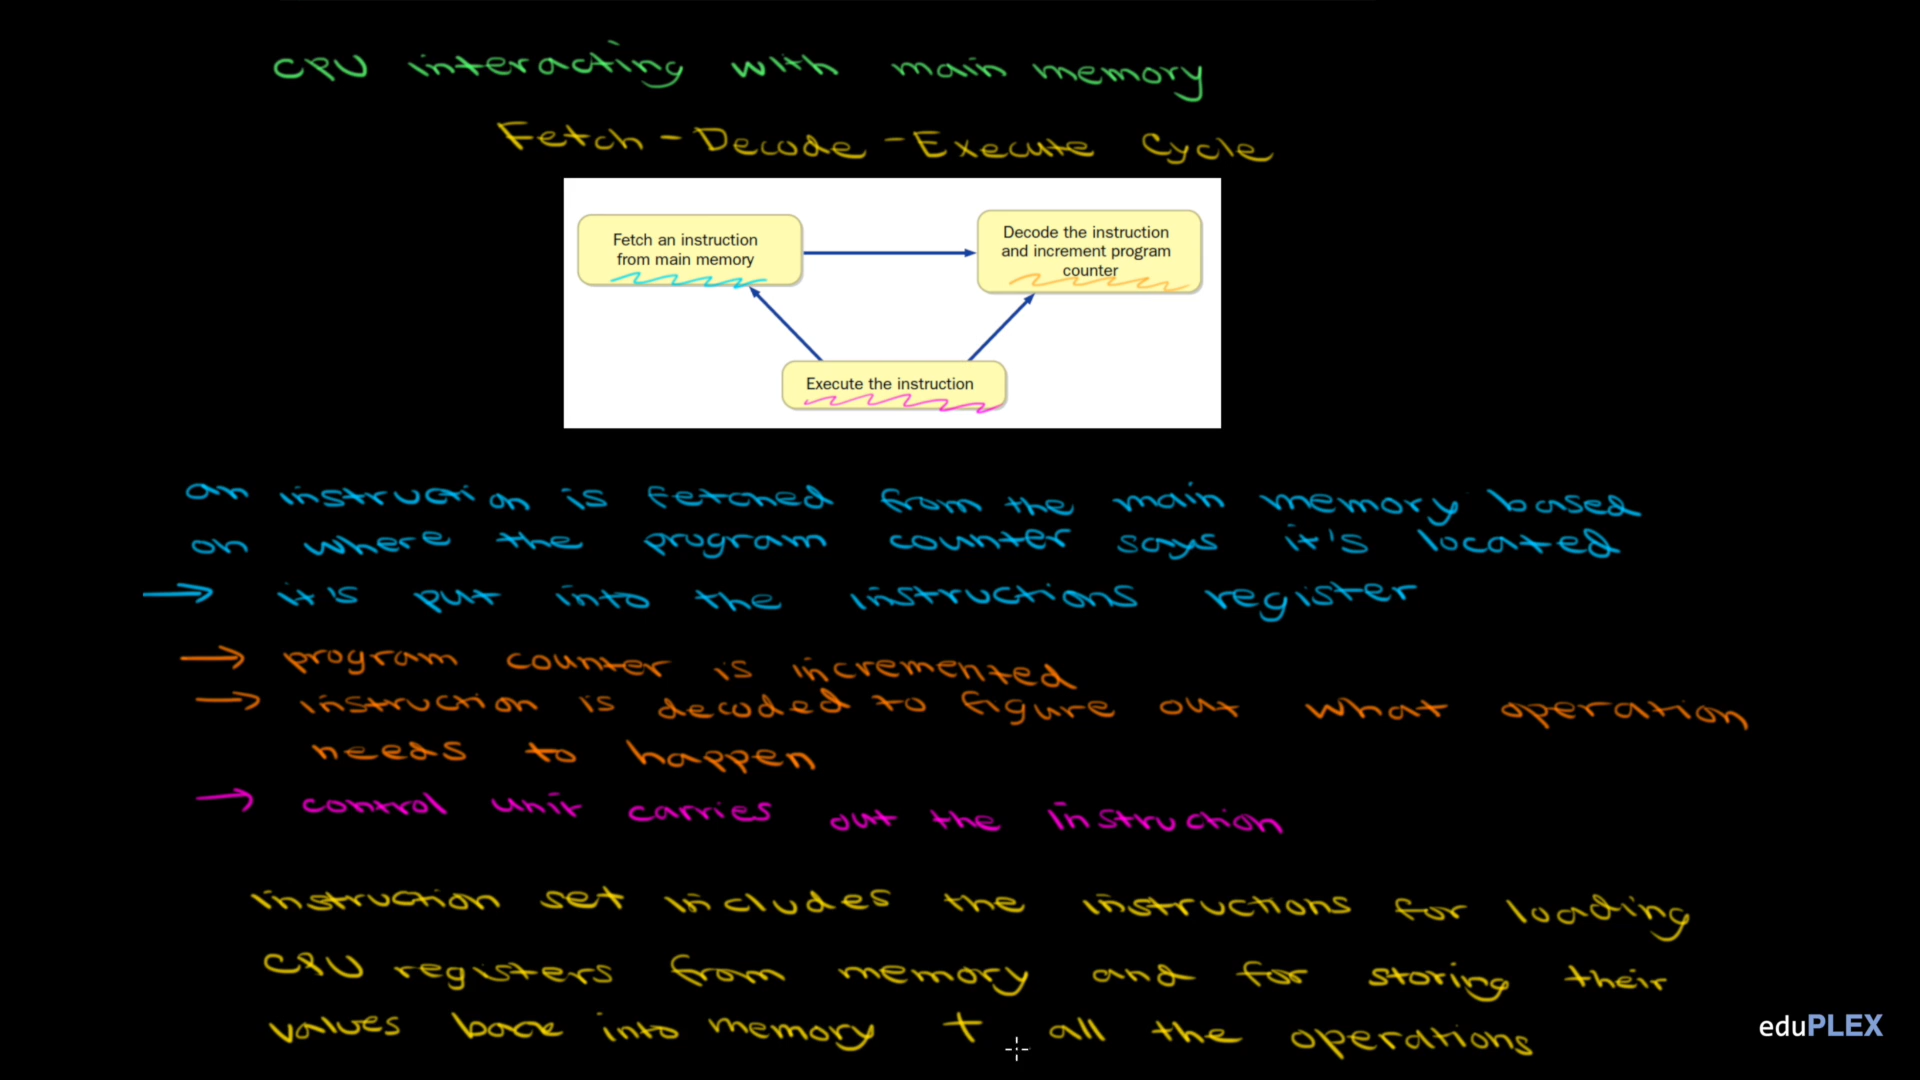 CPU interacting with main memory
Fetch - Decode - Execute Cycle
Fetch an instruction
from main memory
Decode the instruction
and increment program
counter
Execute the instruction
an instruction is fetched from the main memory based
on where the program counter says it's located
→ it's put into the instructions register
→ program counter is incremented
→ instruction is decoded to figure out what operation
needs to happen
→ control unit carries out the instruction
instruction set includes the instructions for loading
CPU registers from memory and for storing their
values back into memory + all the operations
eduPLEX